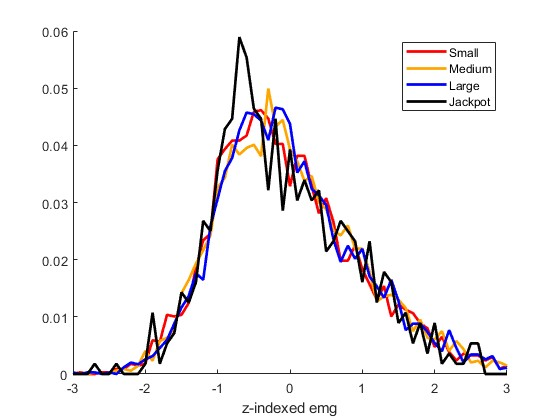 0.06
0.05
0.04
0.03
0.02
0.01
0
-3 -2 -1 0 1 2 3
z-indexed emg
Small
Medium
Large
Jackpot